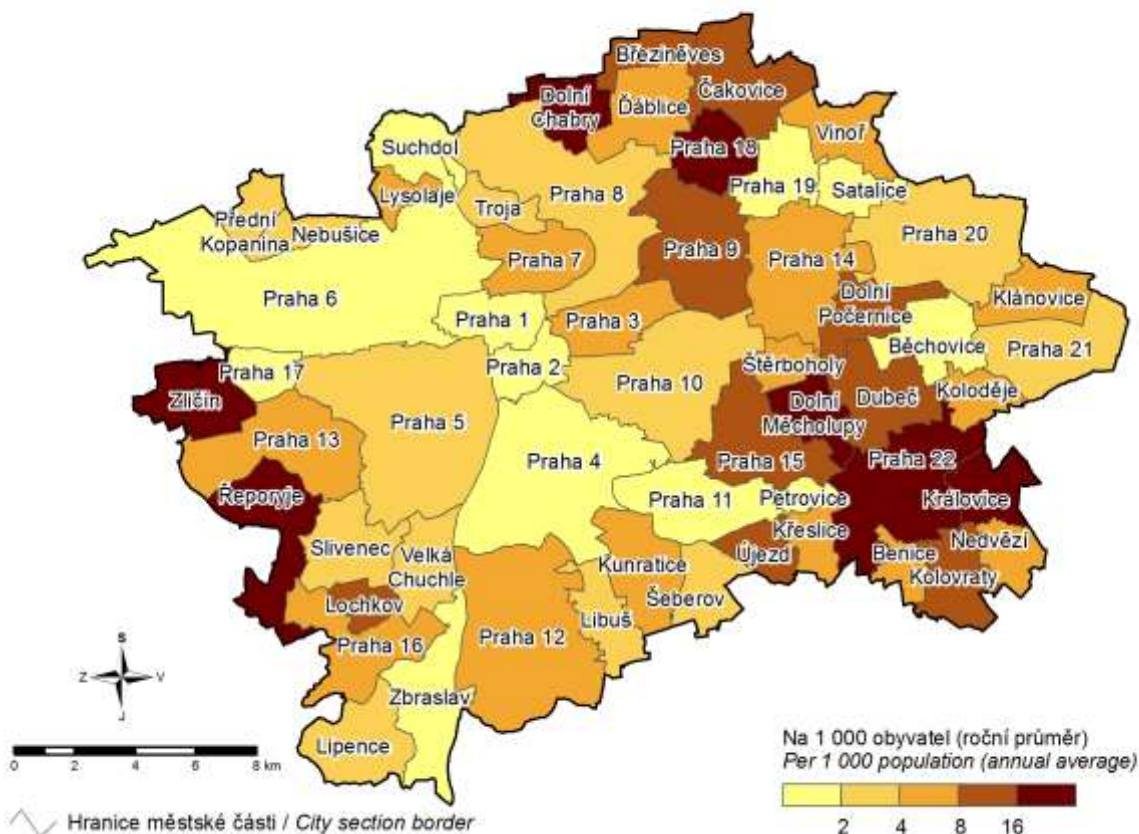 Březiněves
Čakovice
Dolní
Chabry
Ďáblice
Vinoř
Praha 18
Suchdol
Praha 19
Satalice
Lysolaje
Praha 8
Troja
Přední
Kopanina
Nebušice
Praha 20
Praha 9
Praha 7
Praha 14
Dolní
Počernice
Klánovice
Praha 6
Praha 1
Praha 3
Běchovice
Praha 21
Praha 17
Praha 2
Štěrboholy
Praha 10
Koloděje
Zličín
Dubeč
Dolní
Měcholupy
Praha 5
Praha 13
Praha 4
Praha 15
Praha 22
Řeporyje
Praha 11
Petrovice
Královice
Křeslice
Slivenec
Velká
Chuchle
Újezd
Benice
Nedvězí
Kunratice
Kolovraty
Lochkov
Šeberov
Libuš
Praha 16
Praha 12
S
Z V
J
Zbraslav
Lipence
0 2 4 6 8 km
Hranice městské části / City section border
Na 1 000 obyvatel (roční průměr)
Per 1 000 population (annual average)
2 4 8 16